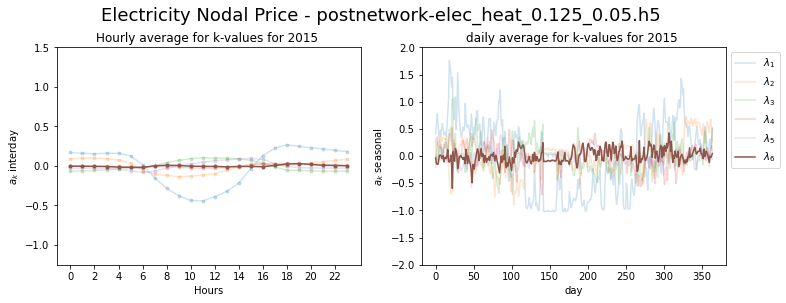 Electricity Nodal Price - postnetwork-elec_heat_0.125_0.05.h5
Hourly average for k-values for 2015
1.5
1.0
0.5
0.0
−0.5
−1.0
a_k interday
0 2 4 6 8 10 12 14 16 18 20 22
Hours
daily average for k-values for 2015
2.0
1.5
1.0
0.5
0.0
−0.5
−1.0
−1.5
−2.0
a_k seasonal
0 50 100 150 200 250 300 350
day
λ₁
λ₂
λ₃
λ₄
λ₅
λ₆